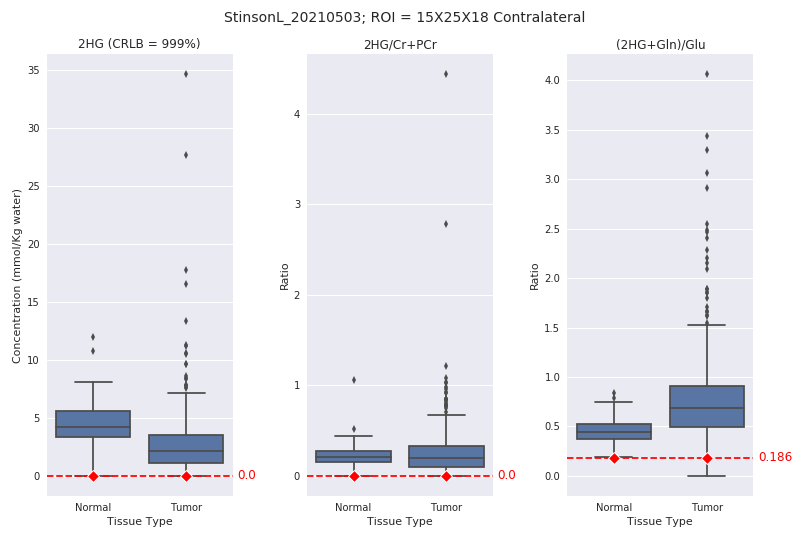 StinsonL_20210503; ROI = 15X25X18 Contralateral
2HG (CRLB = 999%)
Concentration (mmol/Kg water)
35
30
25
20
15
10
5
0
0.0
Normal
Tumor
Tissue Type
2HG/Cr+PCr
Ratio
4
3
2
1
0
0.0
Normal
Tumor
Tissue Type
(2HG+Gln)/Glu
Ratio
4.0
3.5
3.0
2.5
2.0
1.5
1.0
0.5
0.0
0.186
Normal
Tumor
Tissue Type